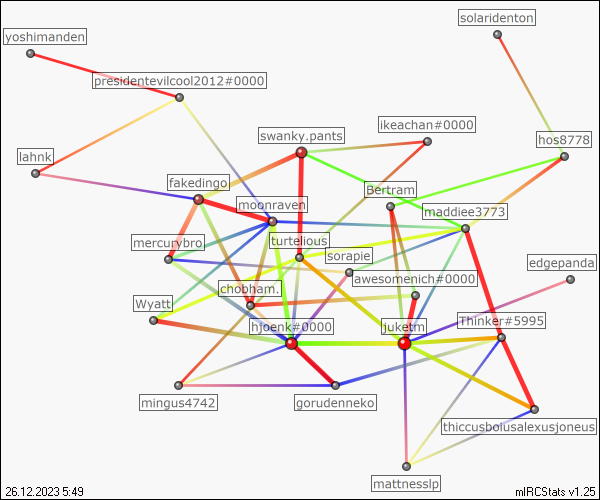 solaridenton
yoshimanden
presidentevilcool2012#0000
ikeachan#0000
swanky.pants
hos8778
lahnk
fakedingo
Bertram
moonraven
maddiee3773
mercurybro
turtelious
sorapie
edgepanda
awesomenich#0000
chobham.
Wyatt
hjoenk#0000
juketm
Thinker#5995
mingus4742
gorudenneko
thiccusbolusalexusjoneus
mattnesslp
26.12.2023 5:49
mIRCStats v1.25